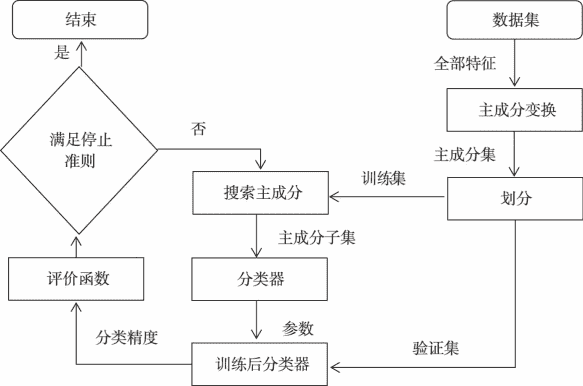 结束
数据集
是
全部特征
主成分变换
满足停止
准则
否
主成分集
训练集
搜索主成分
划分
主成分子集
评价函数
分类器
参数
分类精度
验证集
训练后分类器